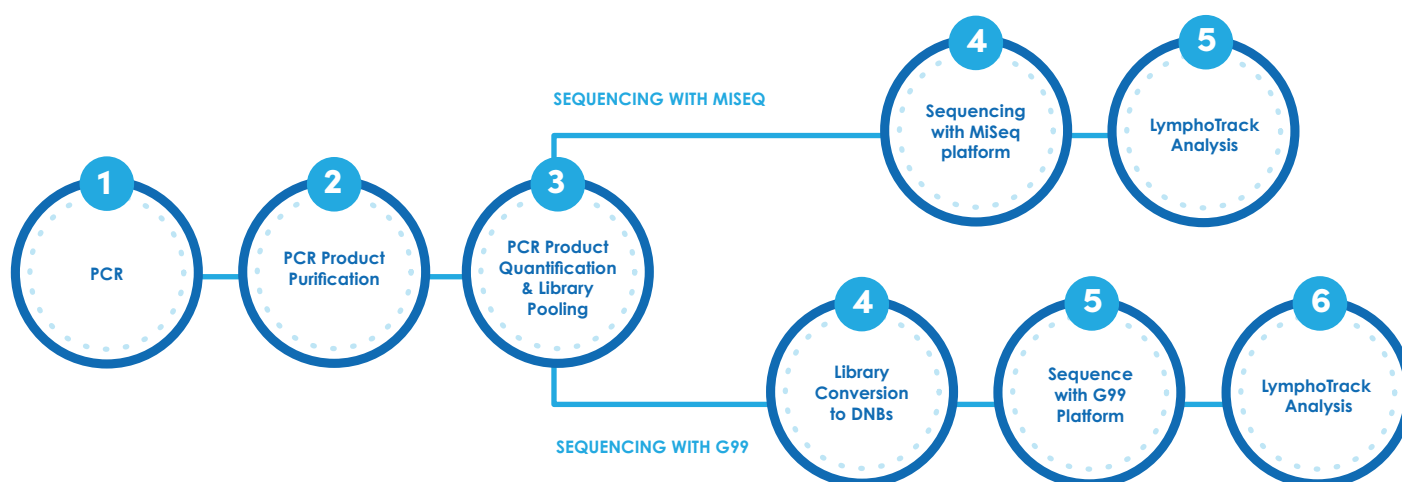 4
5
SEQUENCING WITH MISEQ
Sequencing
with MiSeq
platform
LymphoTrack
Analysis
1
2
3
PCR
PCR Product
Purification
PCR Product
Quantification
& Library
Pooling
4
5
6
Library
Conversion
to DNBs
Sequence
with G99
Platform
LymphoTrack
Analysis
SEQUENCING WITH G99